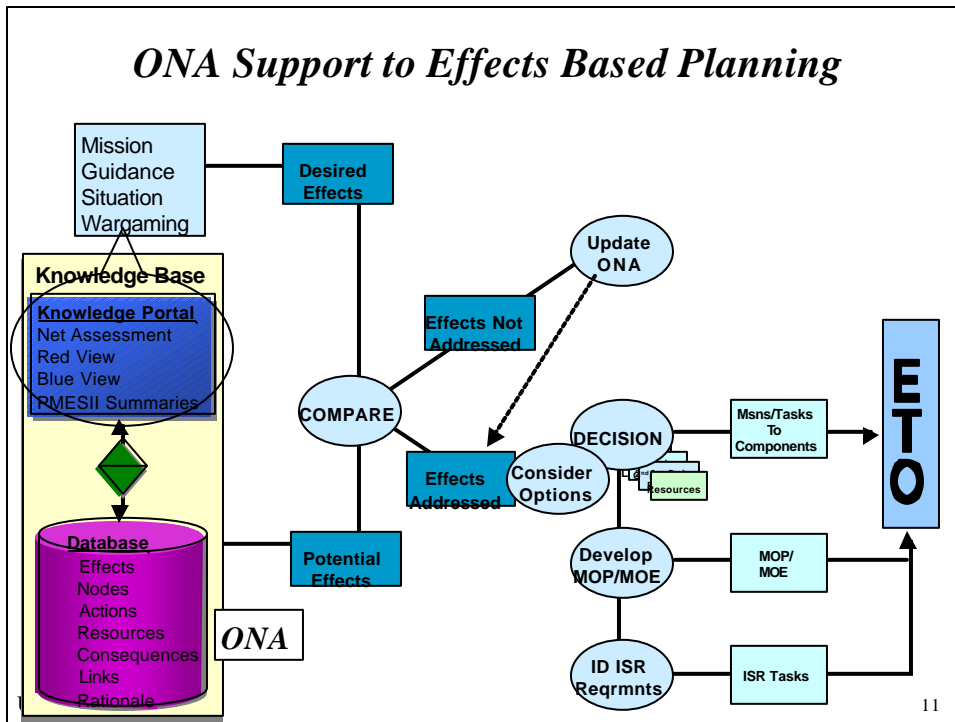 ONA Support to Effects Based Planning
Mission
Guidance
Situation
Wargaming
Desired
Effects
Update
ONA
Knowledge Base
Knowledge Portal
Net Assessment
Red View
Blue View
PMESII Summaries
Effects Not
Addressed
COMPARE
Effects
Addressed
Consider
Options
DECISION
Resources
Msns/Tasks
To
Components
ETO
Database
Effects
Nodes
Actions
Resources
Consequences
Links
Rationale
ONA
Potential
Effects
Develop
MOP/MOE
MOP/
MOE
ID ISR
Reqrmnts
ISR Tasks
11